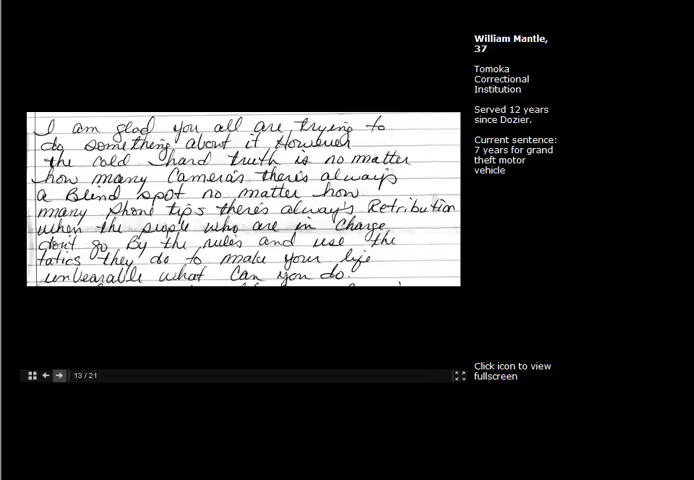 William Mantle,
37
Tomoka
Correctional
Institution
Served 12 years
since Dozier.
Current sentence:
7 years for grand
theft motor
vehicle
I am glad you all are trying to
do something about it However
the cold hard truth is no matter
how many Camera's there's always
a Blind spot no matter how
many phone tips there's always Retribution
when the people who are in Charge
don't go By the rules and use the
tatics they do to make your life
unbearable what Can you do.
13 / 21
Click icon to view
fullscreen